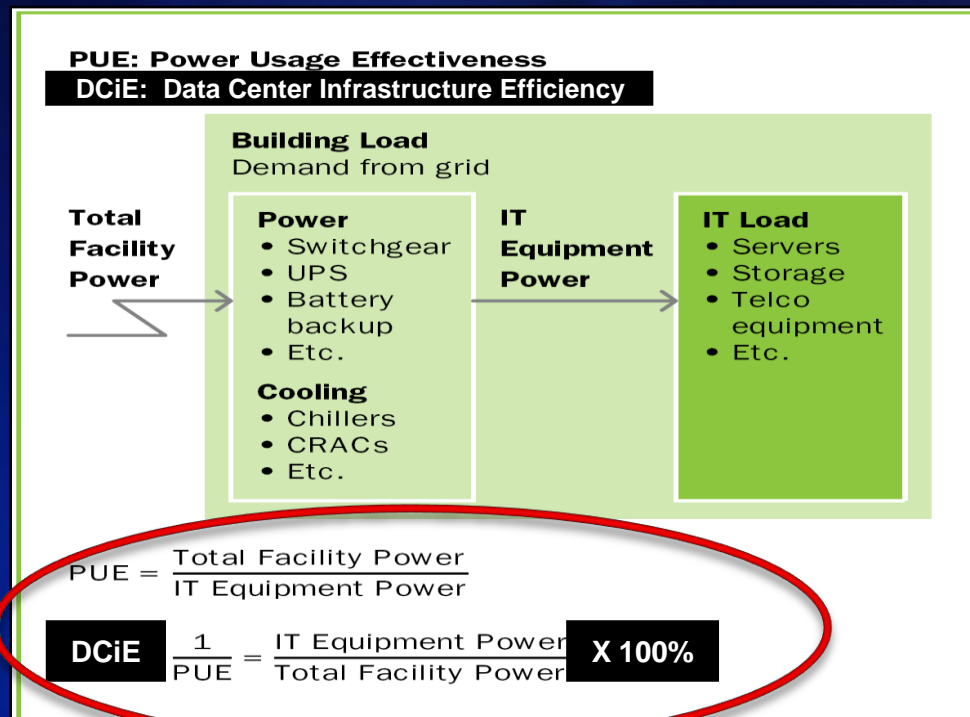 PUE: Power Usage Effectiveness
DCiE: Data Center Infrastructure Efficiency
Building Load
Demand from grid
Total
Facility
Power
Power
• Switchgear
• UPS
• Battery
backup
• Etc.
Cooling
• Chillers
• CRACs
• Etc.
IT
Equipment
Power
IT Load
• Servers
• Storage
• Telco
equipment
• Etc.
PUE = Total Facility Power
IT Equipment Power
DCiE 1 = IT Equipment Power X 100%
PUE Total Facility Power